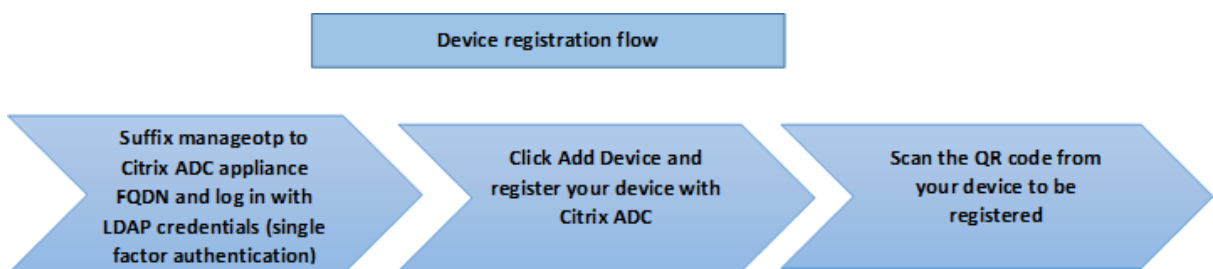 Device registration flow
Suffix manageotp to
Citrix ADC appliance
FQDN and log in with
LDAP credentials (single
factor authentication)
Click Add Device and
register your device with
Citrix ADC
Scan the QR code from
your device to be
registered